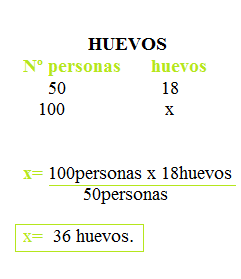 HUEVOS
Nº personas huevos
50 18
100 x
x= 100personas x 18huevos
50personas
x= 36 huevos.